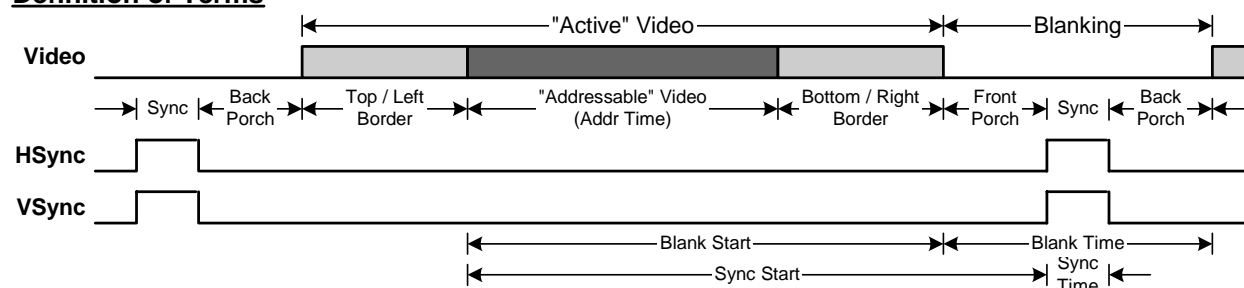 Definition of Terms
"Active" Video
Blanking
Video
Sync
Back
Porch
Top / Left
Border
"Addressable" Video
(Addr Time)
Bottom / Right
Border
Front
Porch
Sync
Back
Porch
HSync
VSync
Blank Start
Blank Time
Sync Start
Sync
Time